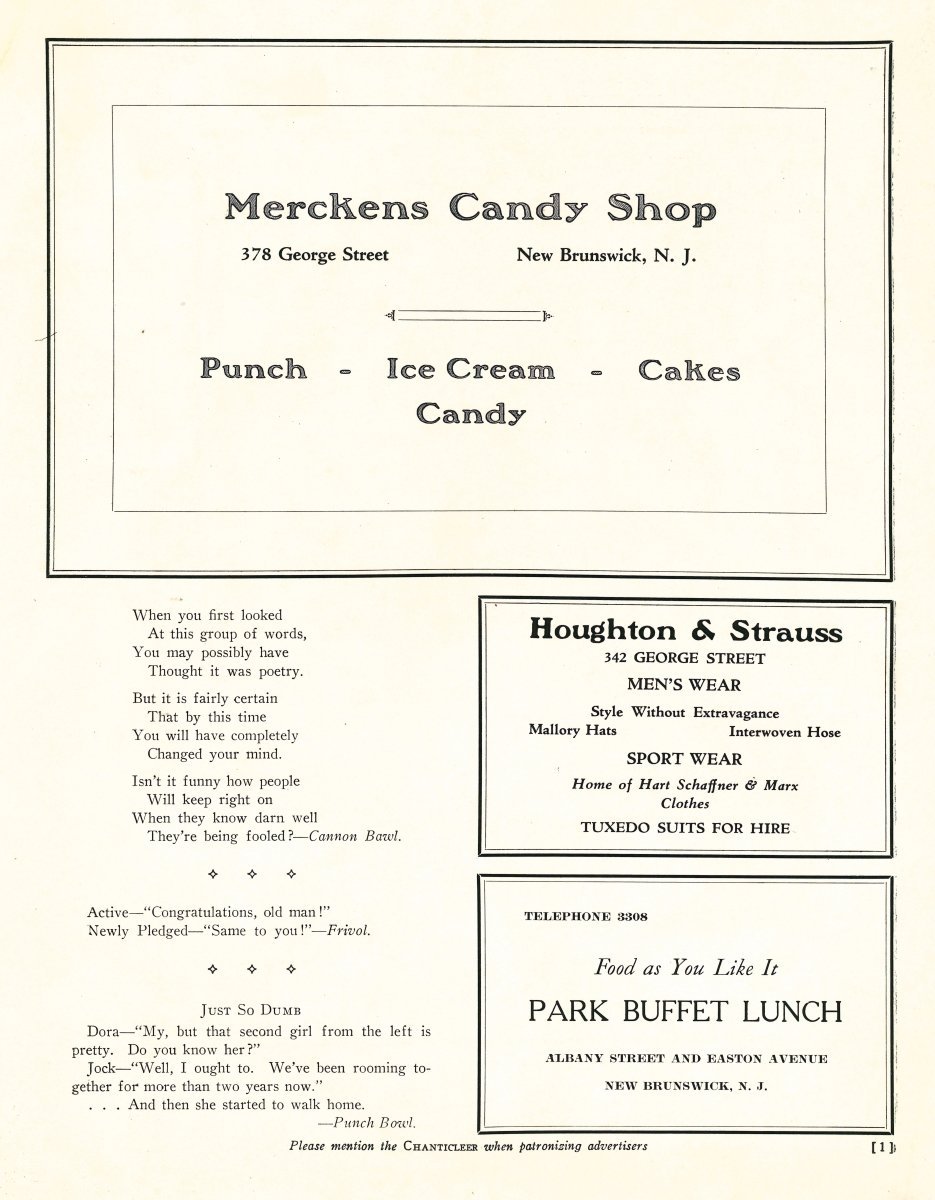 Merckens Candy Shop
378 George Street New Brunswick, N. J.
Punch - Ice Cream - Cakes
Candy
When you first looked
At this group of words,
You may possibly have
Thought it was poetry.
But it is fairly certain
That by this time
You will have completely
Changed your mind.
Isn't it funny how people
Will keep right on
When they know darn well
They're being fooled?—Cannon Bawl.
Active—"Congratulations, old man!"
Newly Pledged—"Same to you!"—Frivol.
Just So Dumb
Dora—"My, but that second girl from the left is
pretty. Do you know her?"
Jock—"Well, I ought to. We've been rooming to-
gether for more than two years now."
. . . And then she started to walk home.
—Punch Bowl.
Houghton & Strauss
342 GEORGE STREET
MEN'S WEAR
Style Without Extravagance
Mallory Hats Interwoven Hose
SPORT WEAR
Home of Hart Schaffner & Marx
Clothes
TUXEDO SUITS FOR HIRE
TELEPHONE 3308
Food as You Like It
PARK BUFFET LUNCH
ALBANY STREET AND EASTON AVENUE
NEW BRUNSWICK, N. J.
Please mention the CHANTICLEER when patronizing advertisers
[1]